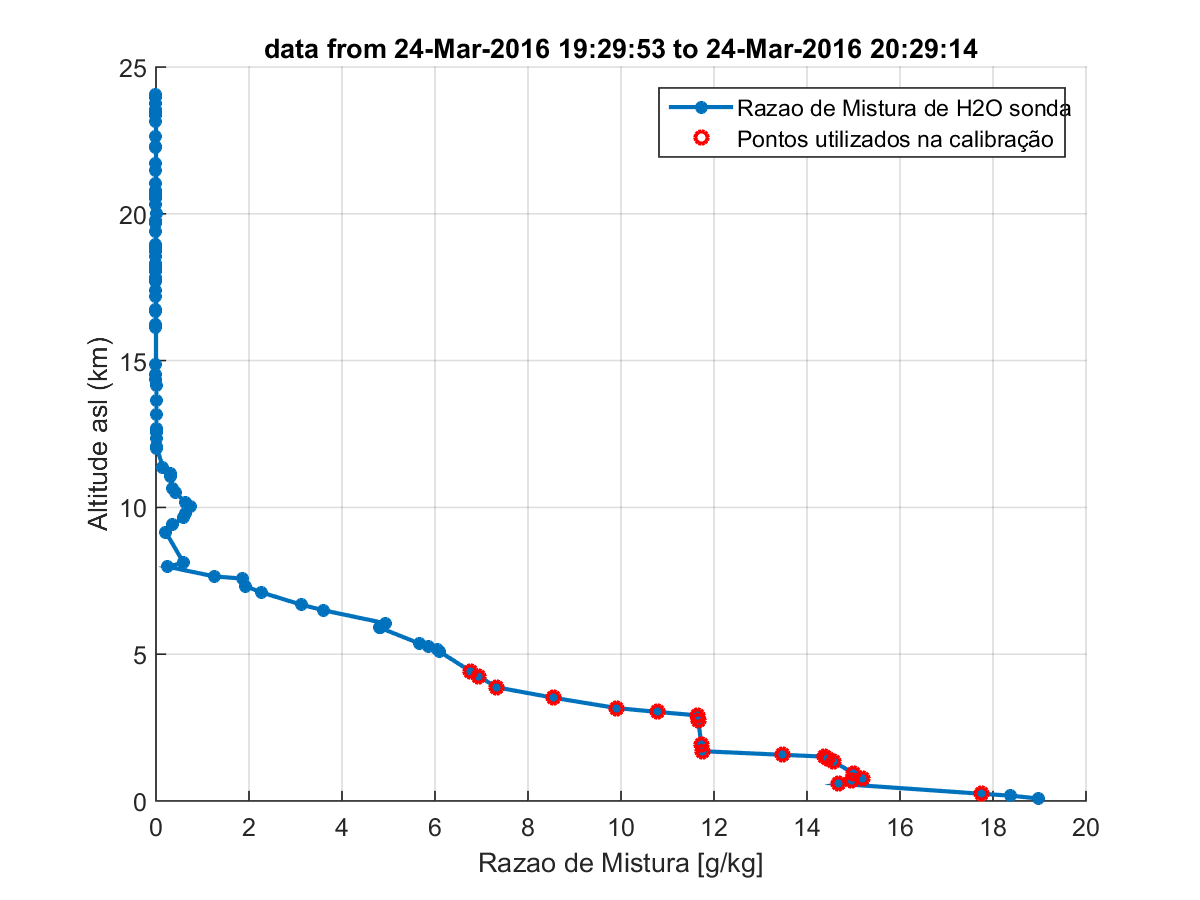 data from 24-Mar-2016 19:29:53 to 24-Mar-2016 20:29:14
Razao de Mistura de H2O sonda
Pontos utilizados na calibração
25
20
15
10
5
0
Altitude asl (km)
0 2 4 6 8 10 12 14 16 18 20
Razao de Mistura [g/kg]